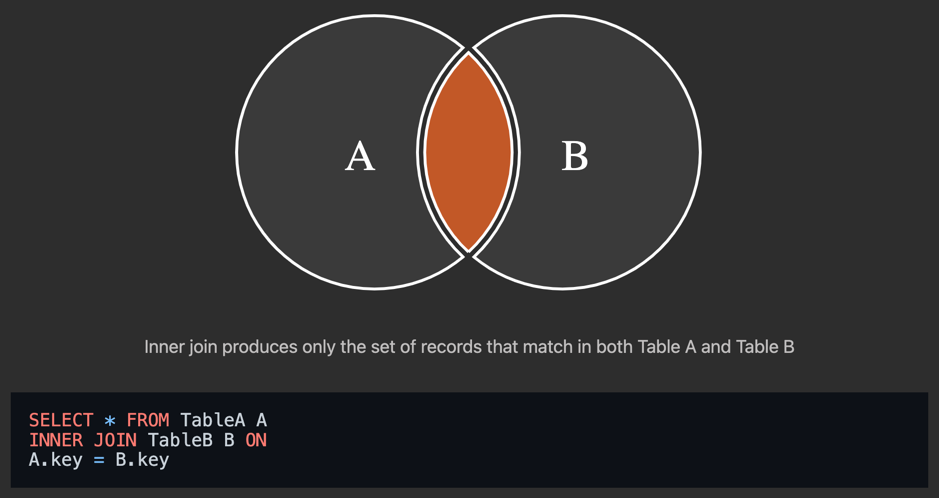 A B
Inner join produces only the set of records that match in both Table A and Table B
SELECT * FROM TableA A
INNER JOIN TableB B ON
A.key = B.key